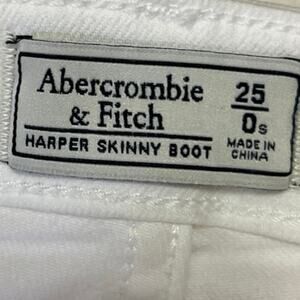 Abercrombie
& Fitch
HARPER SKINNY BOOT
25
0s
MADE IN
CHINA